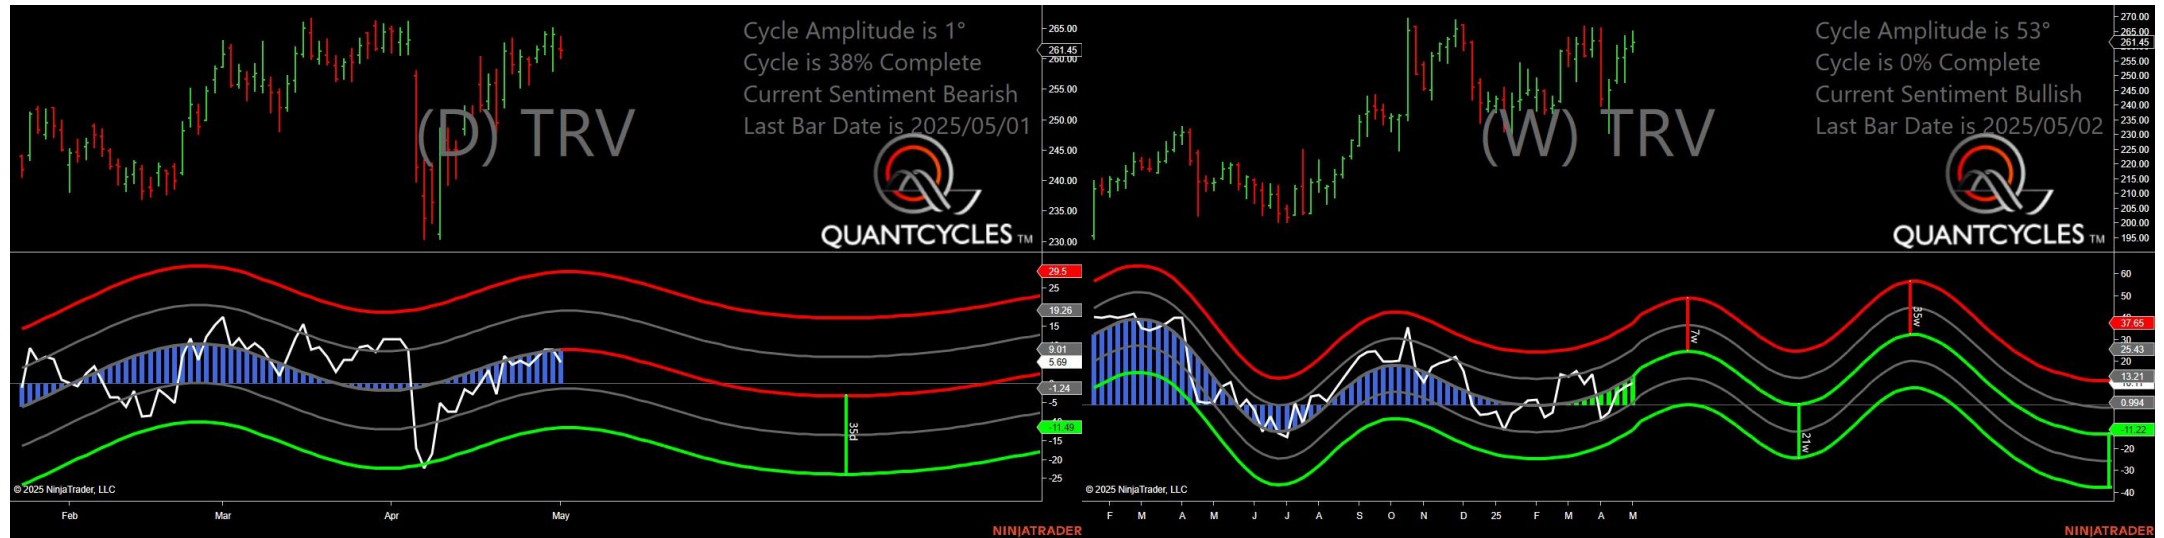 Cycle Amplitude is 1°
Cycle is 38% Complete
Current Sentiment Bearish
Last Bar Date is 2025/05/01
(D) TRV
QUANTCYCLES TM
265.00
261.45
260.00
255.00
250.00
245.00
240.00
235.00
230.00
29.5
25
19.26
15
9.01
5.69
-1.24
-5
-11.49
-15
-20
-25
35d
© 2025 NinjaTrader, LLC
Feb Mar Apr May
NINJATRADER
Cycle Amplitude is 53°
Cycle is 0% Complete
Current Sentiment Bullish
Last Bar Date is 2025/05/02
(W) TRV
QUANTCYCLES TM
270.00
265.00
261.45
255.00
250.00
245.00
240.00
235.00
230.00
225.00
220.00
215.00
210.00
205.00
200.00
195.00
60
50
37.65
30
25.43
20
13.21
0.994
-11.22
-20
-30
-40
7w
21w
35w
© 2025 NinjaTrader, LLC
F M A M J J A S O N D 25 F M A M
NINJATRADER